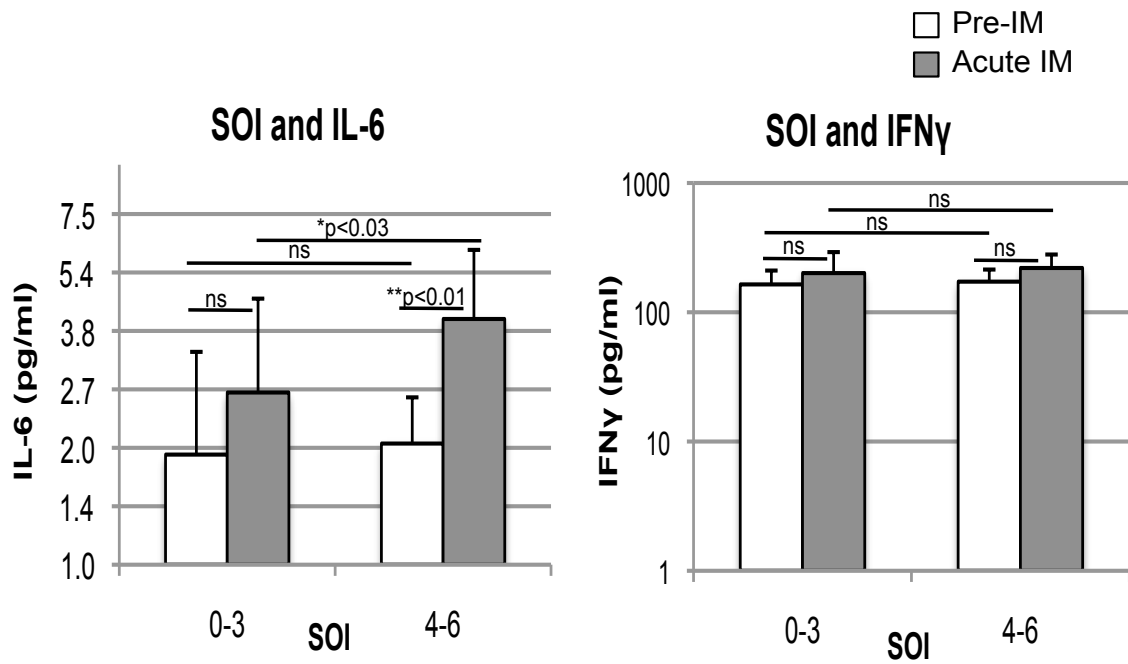 Pre-IM
Acute IM
SOI and IL-6
IL-6 (pg/ml)
7.5
5.4
3.8
2.7
2.0
1.4
1.0
*p<0.03
ns
ns
**p<0.01
0-3
4-6
SOI
SOI and IFNγ
IFNγ (pg/ml)
1000
100
10
1
ns
ns
ns
ns
0-3
4-6
SOI